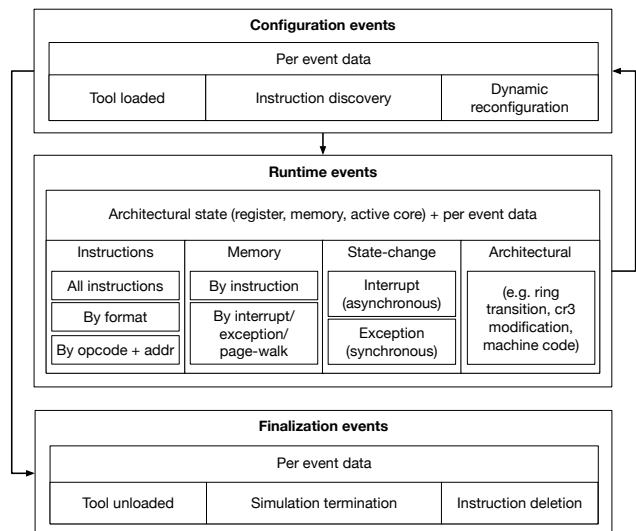 Configuration events
Per event data
Tool loaded
Instruction discovery
Dynamic
reconfiguration
Runtime events
Architectural state (register, memory, active core) + per event data
Instructions
All instructions
By format
By opcode + addr
Memory
By instruction
By interrupt/
exception/
page-walk
State-change
Interrupt
(asynchronous)
Exception
(synchronous)
Architectural
(e.g. ring
transition, cr3
modification,
machine code)
Finalization events
Per event data
Tool unloaded
Simulation termination
Instruction deletion